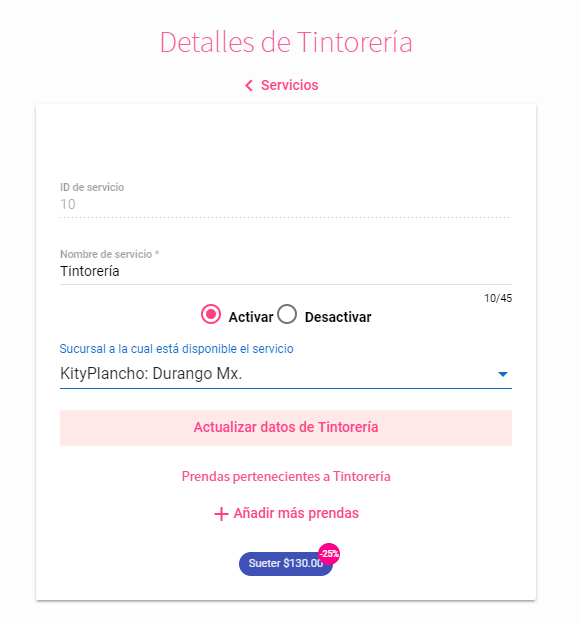 Detalles de Tintorería
Servicios
ID de servicio
10
Nombre de servicio *
Tintorería
10/45
Activar Desactivar
Sucursal a la cual está disponible el servicio
KityPlancho: Durango Mx.
Actualizar datos de Tintorería
Prendas pertenecientes a Tintorería
Añadir más prendas
-25%
Sueter $130.00